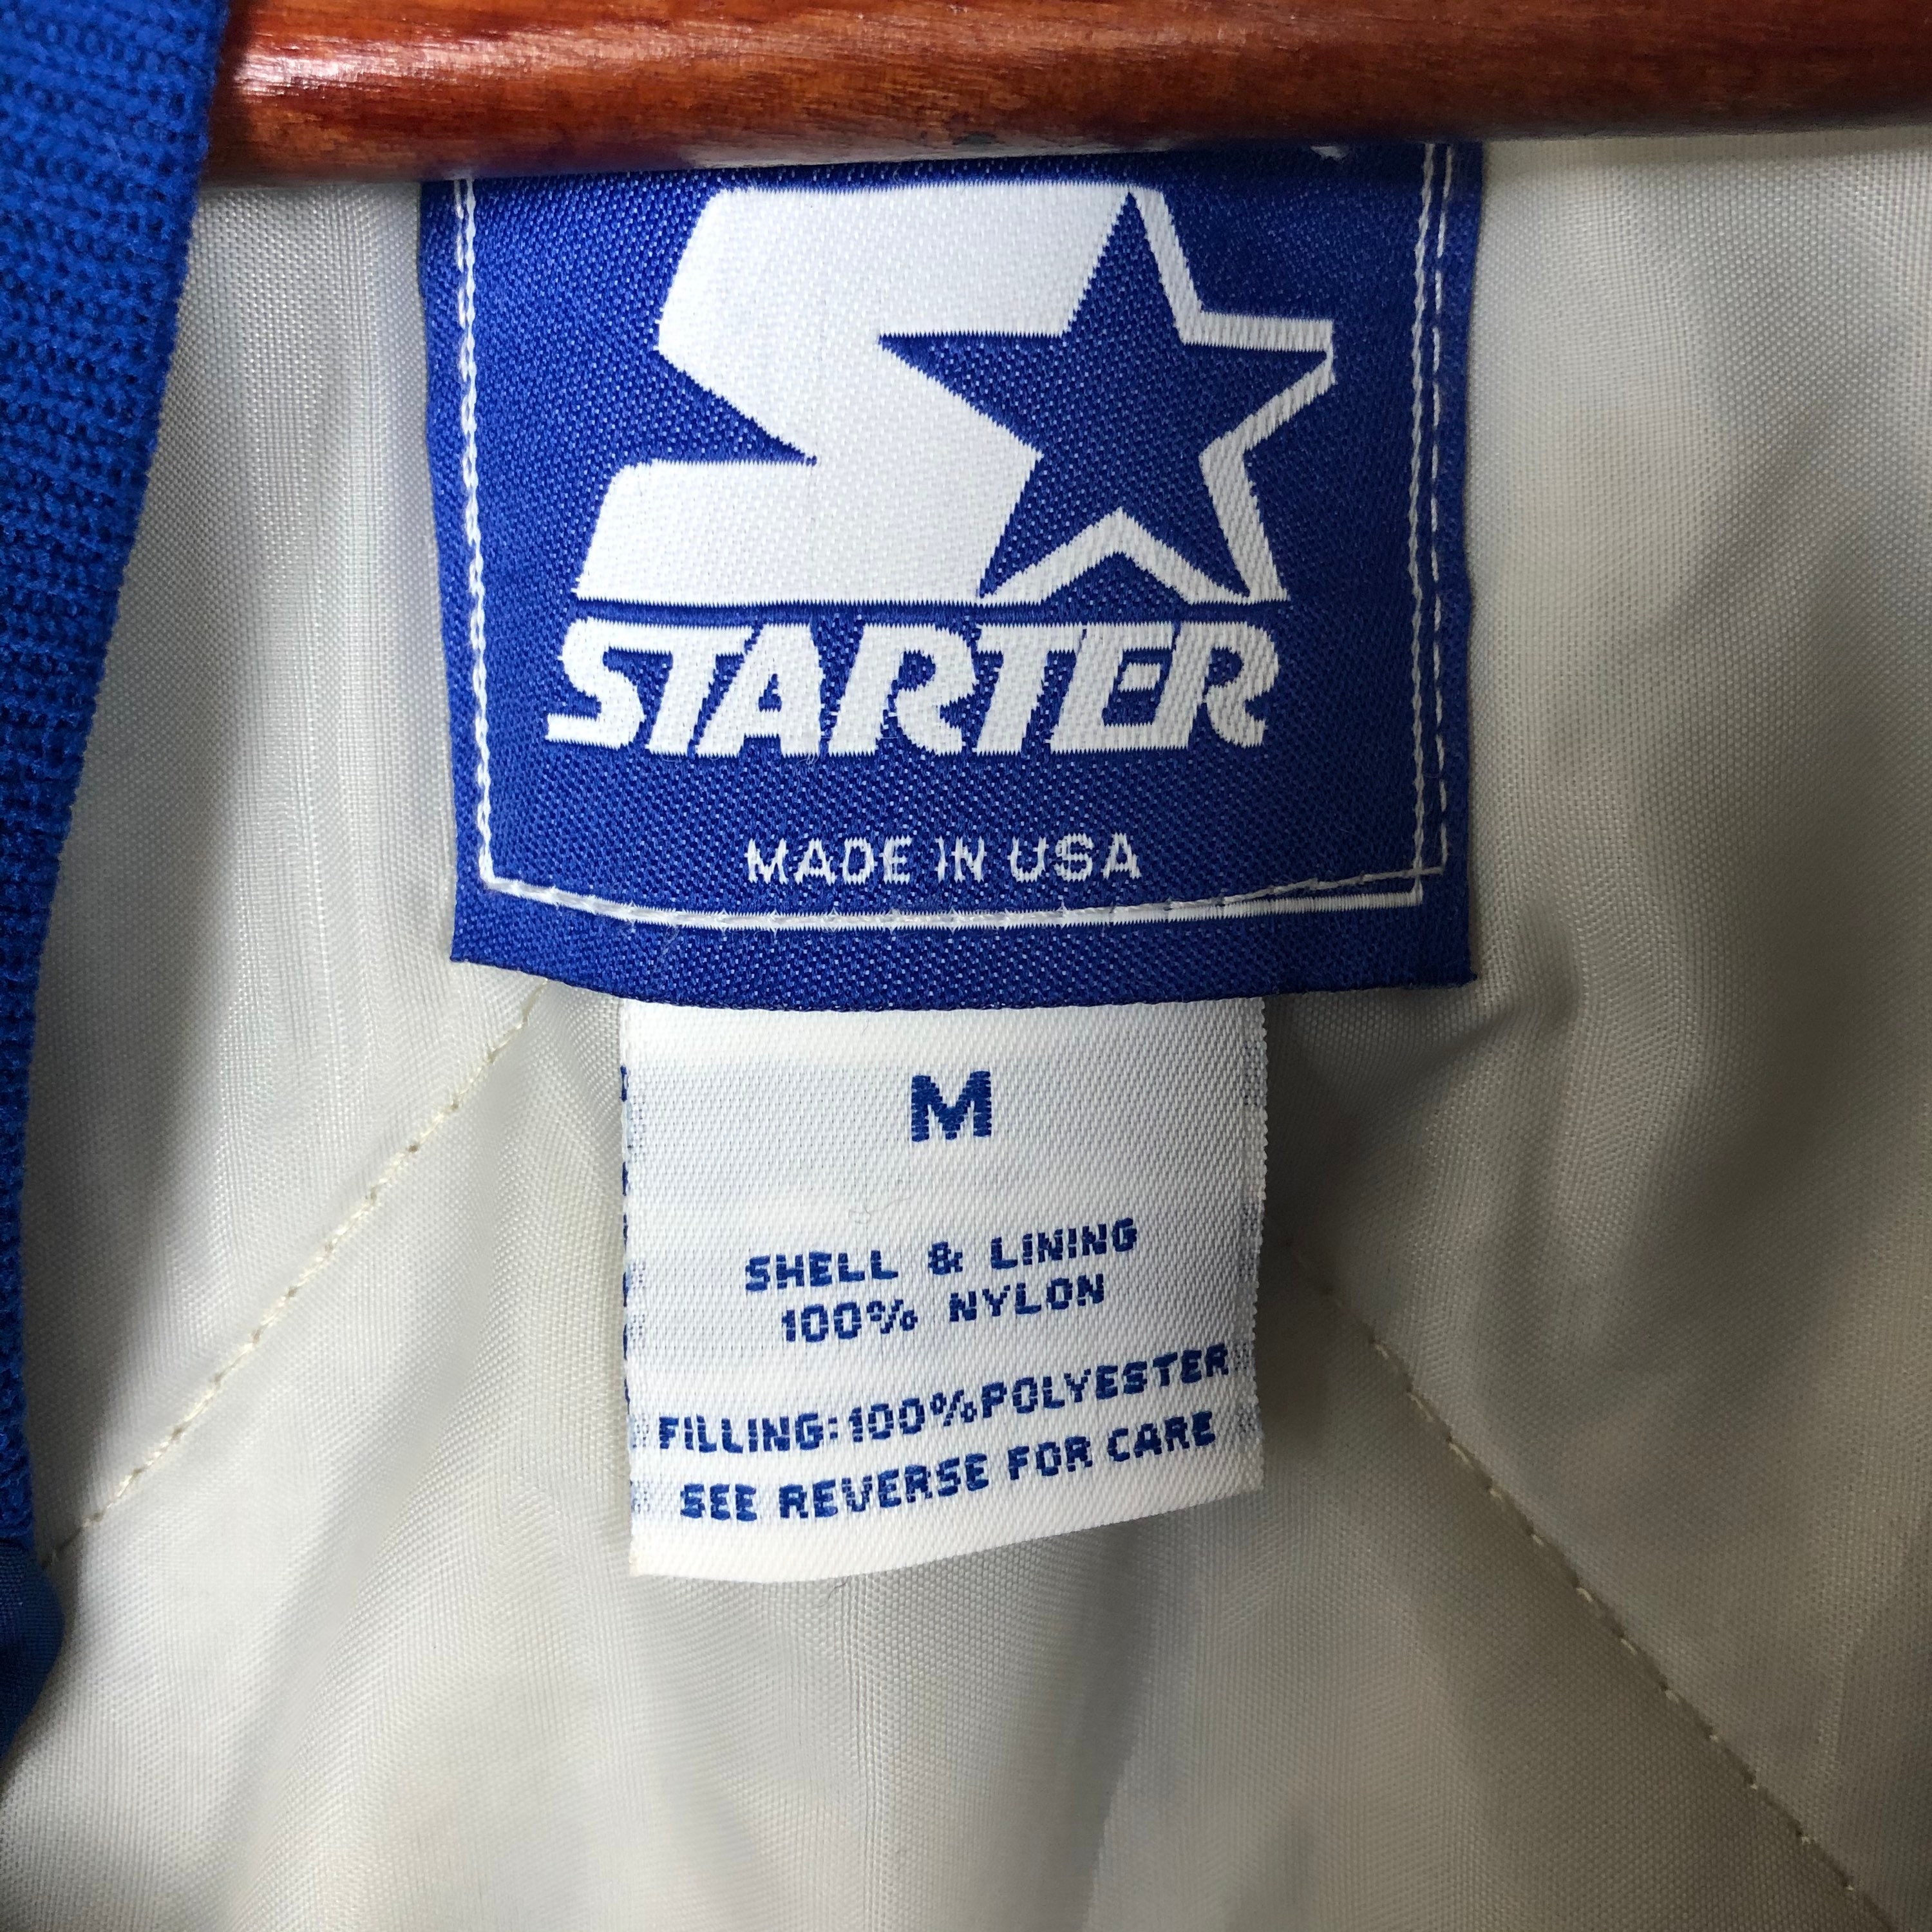 STARTER
MADE IN USA
M
SHELL & LINING
100% NYLON
FILLING: 100% POLYESTER
SEE REVERSE FOR CARE